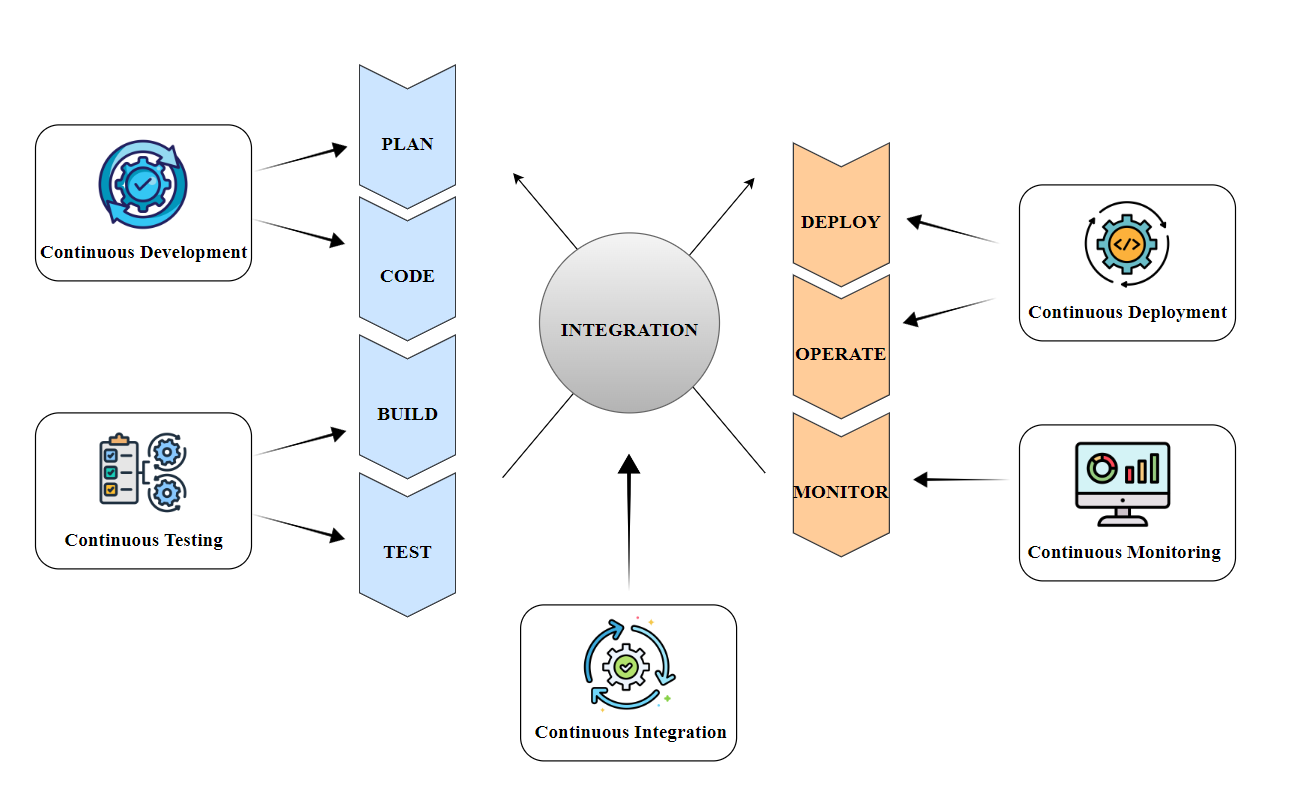 PLAN
Continuous Development
CODE
BUILD
Continuous Testing
TEST
INTEGRATION
Continuous Integration
DEPLOY
OPERATE
MONITOR
Continuous Deployment
Continuous Monitoring